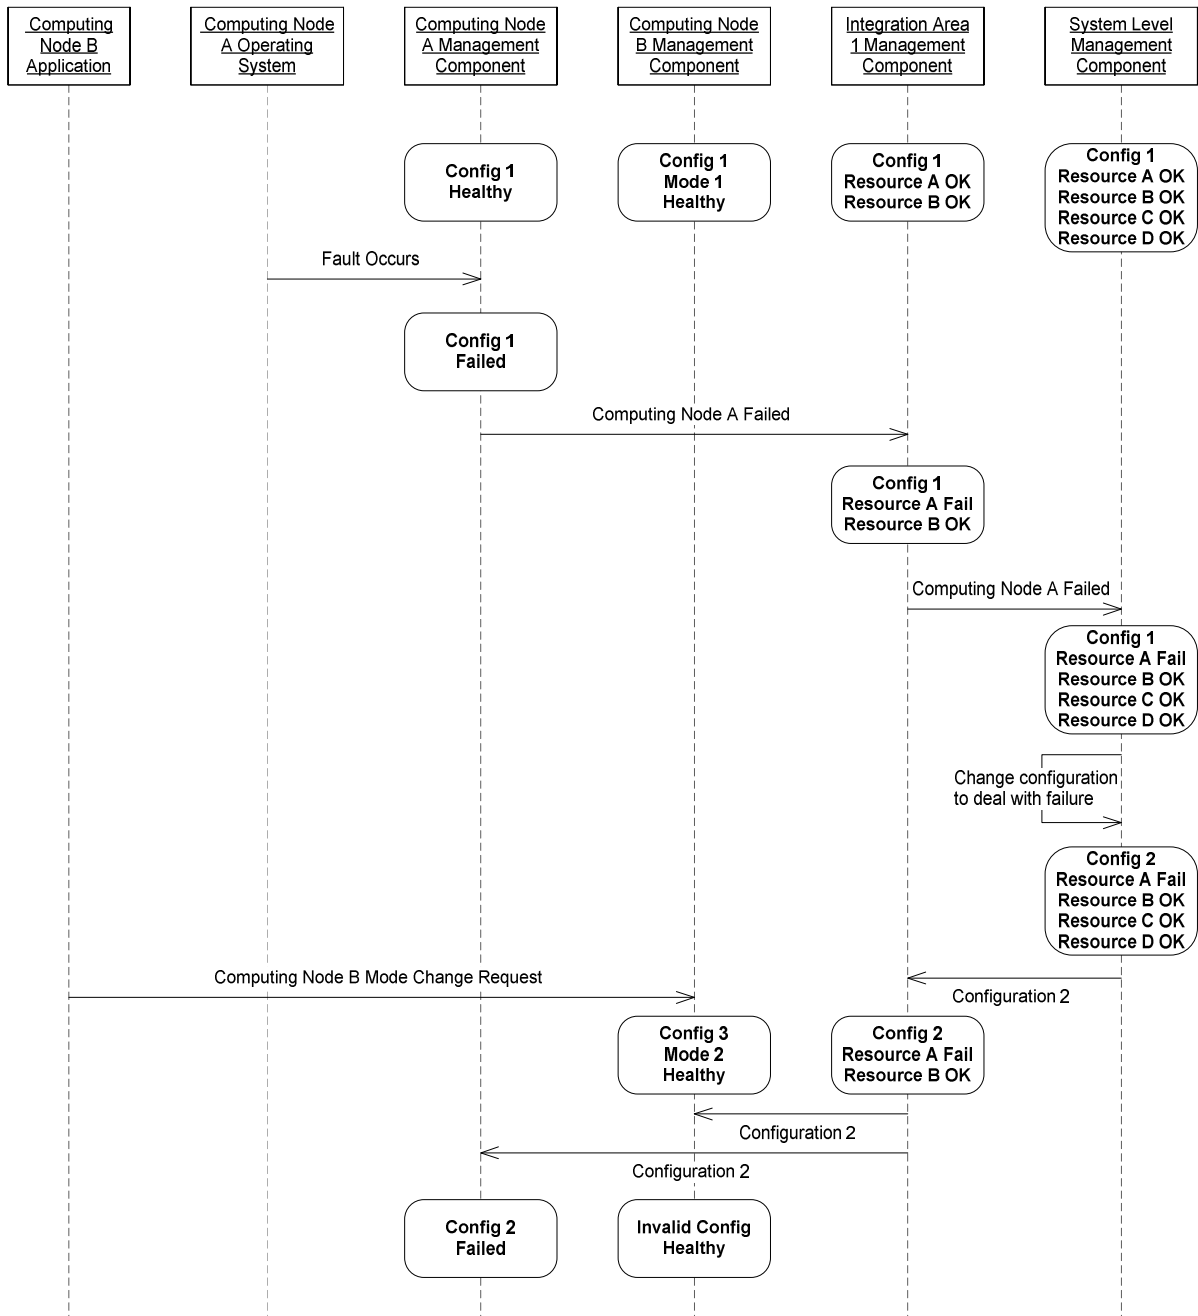 Computing
Node B
Application
Computing Node
A Operating
System
Computing Node
A Management
Component
Computing Node
B Management
Component
Integration Area
1 Management
Component
System Level
Management
Component
Config 1
Healthy
Config 1
Mode 1
Healthy
Config 1
Resource A OK
Resource B OK
Config 1
Resource A OK
Resource B OK
Resource C OK
Resource D OK
Fault Occurs
Config 1
Failed
Computing Node A Failed
Config 1
Resource A Fail
Resource B OK
Computing Node A Failed
Config 1
Resource A Fail
Resource B OK
Resource C OK
Resource D OK
Change configuration
to deal with failure
Config 2
Resource A Fail
Resource B OK
Resource C OK
Resource D OK
Computing Node B Mode Change Request
Configuration 2
Config 3
Mode 2
Healthy
Config 2
Resource A Fail
Resource B OK
Configuration 2
Configuration 2
Config 2
Failed
Invalid Config
Healthy